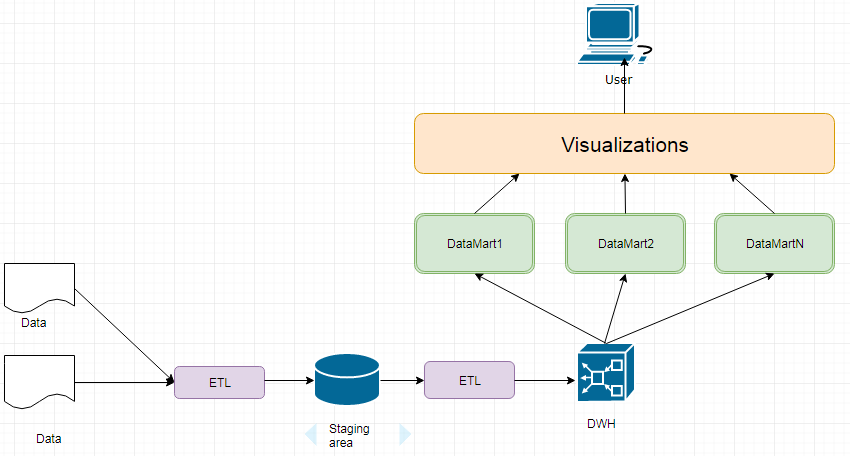 User
Visualizations
DataMart1
DataMart2
DataMartN
Data
ETL
ETL
Staging
area
DWH
Data